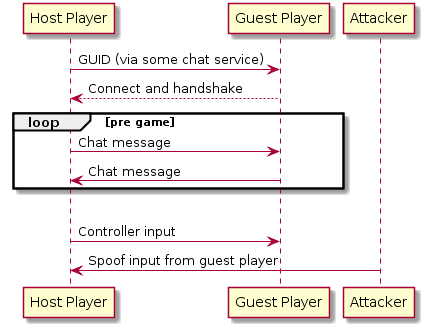 Host Player Guest Player Attacker
GUID (via some chat service)
Connect and handshake
loop [pre game]
Chat message
Chat message
Controller input
Spoof input from guest player
Host Player Guest Player Attacker